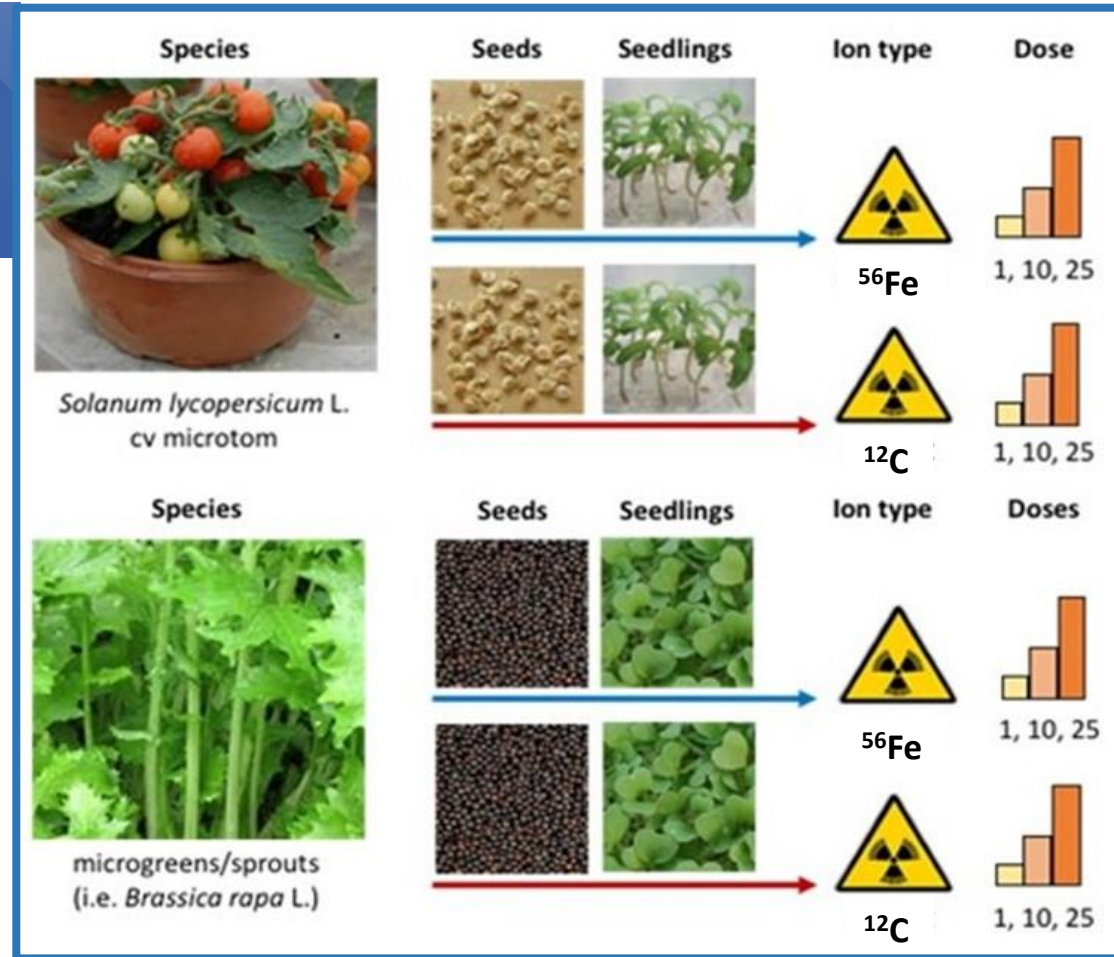 Species Seeds Seedlings Ion type Dose
56Fe
1, 10, 25
Solanum lycopersicum L.
cv microtom
12C
1, 10, 25
Species Seeds Seedlings Ion type Doses
56Fe
1, 10, 25
microgreens/sprouts
(i.e. Brassica rapa L.)
12C
1, 10, 25